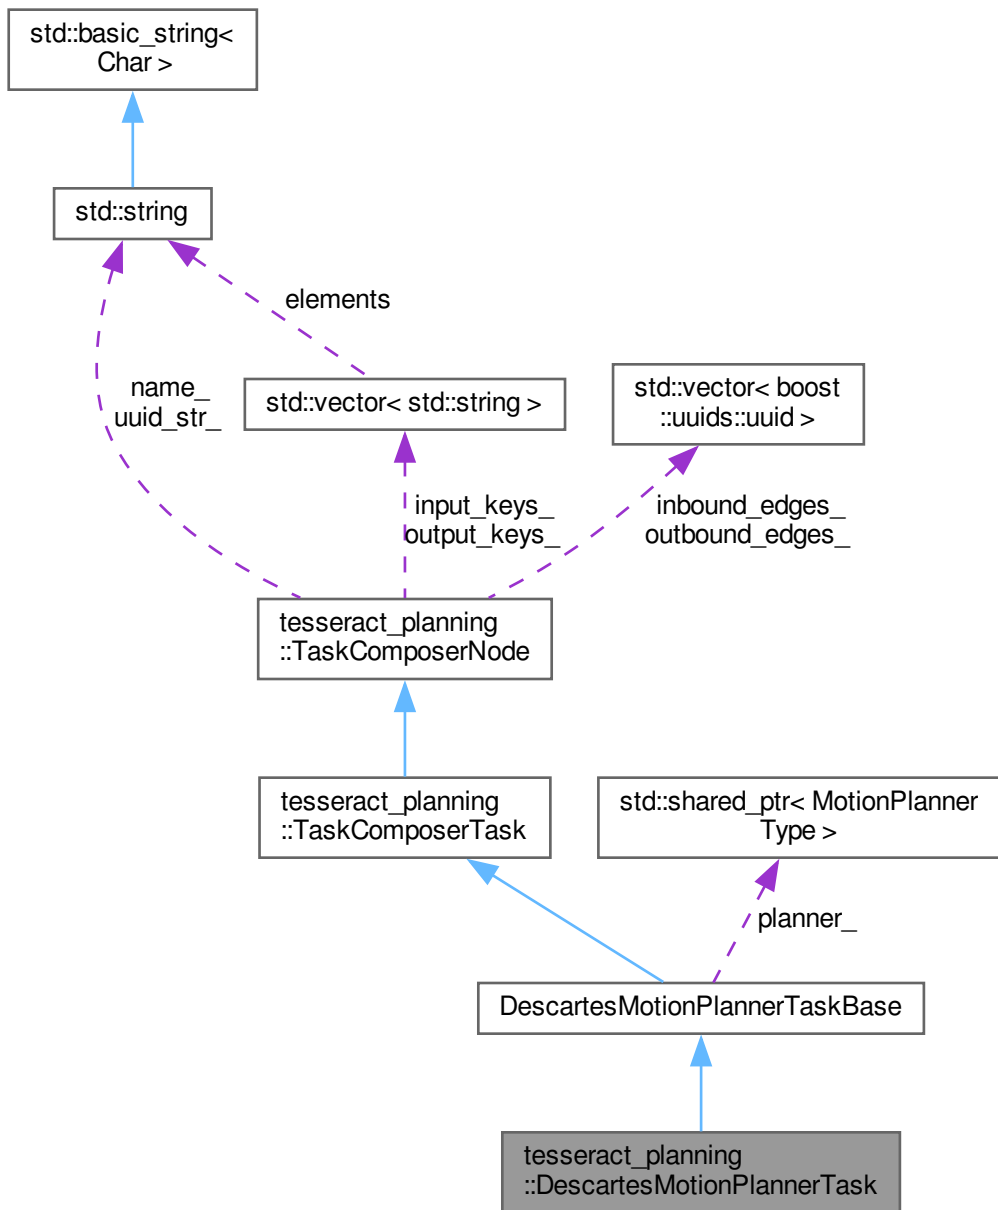 std::basic_string<
Char >
std::string
elements
name_
uuid_str_
std::vector< std::string >
std::vector< boost
::uuids::uuid >
input_keys_
output_keys_
inbound_edges_
outbound_edges_
tesseract_planning
::TaskComposerNode
tesseract_planning
::TaskComposerTask
std::shared_ptr< MotionPlanner
Type >
planner_
DescartesMotionPlannerTaskBase
tesseract_planning
::DescartesMotionPlannerTask